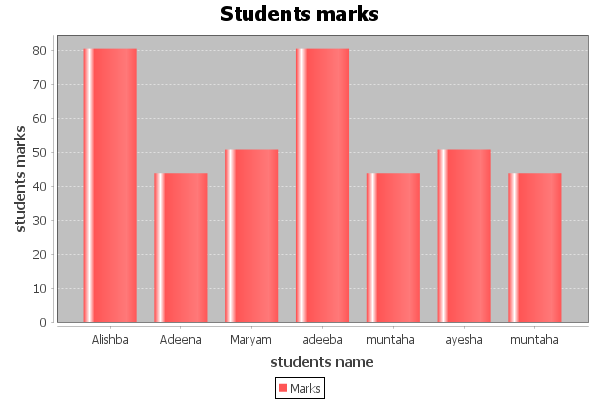 Students marks
80
70
60
50
40
30
20
10
0
students marks
Alishba Adeena Maryam adeeba muntaha ayesha muntaha
students name
Marks